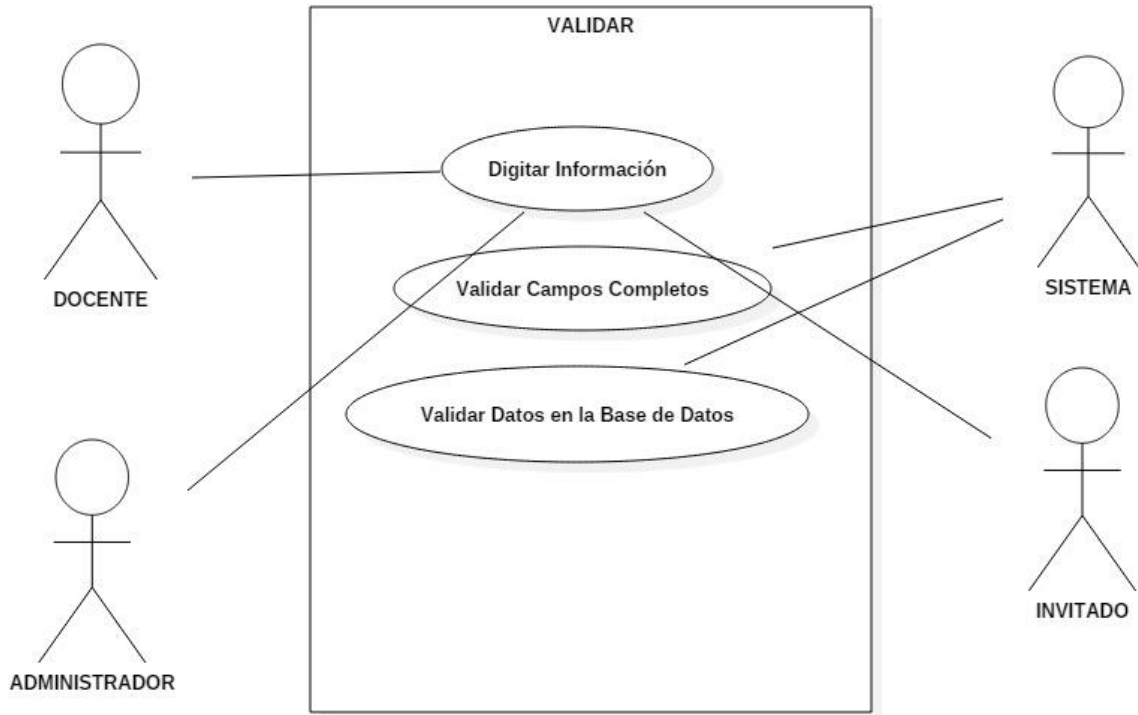 VALIDAR
Digitar Información
DOCENTE
Validar Campos Completos
SISTEMA
Validar Datos en la Base de Datos
INVITADO
ADMINISTRADOR